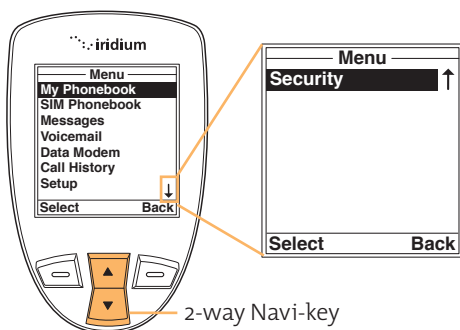 iridium
Menu
My Phonebook
SIM Phonebook
Messages
Voicemail
Data Modem
Call History
Setup
↓
Select Back
Menu
Security ↑
Select Back
2-way Navi-key